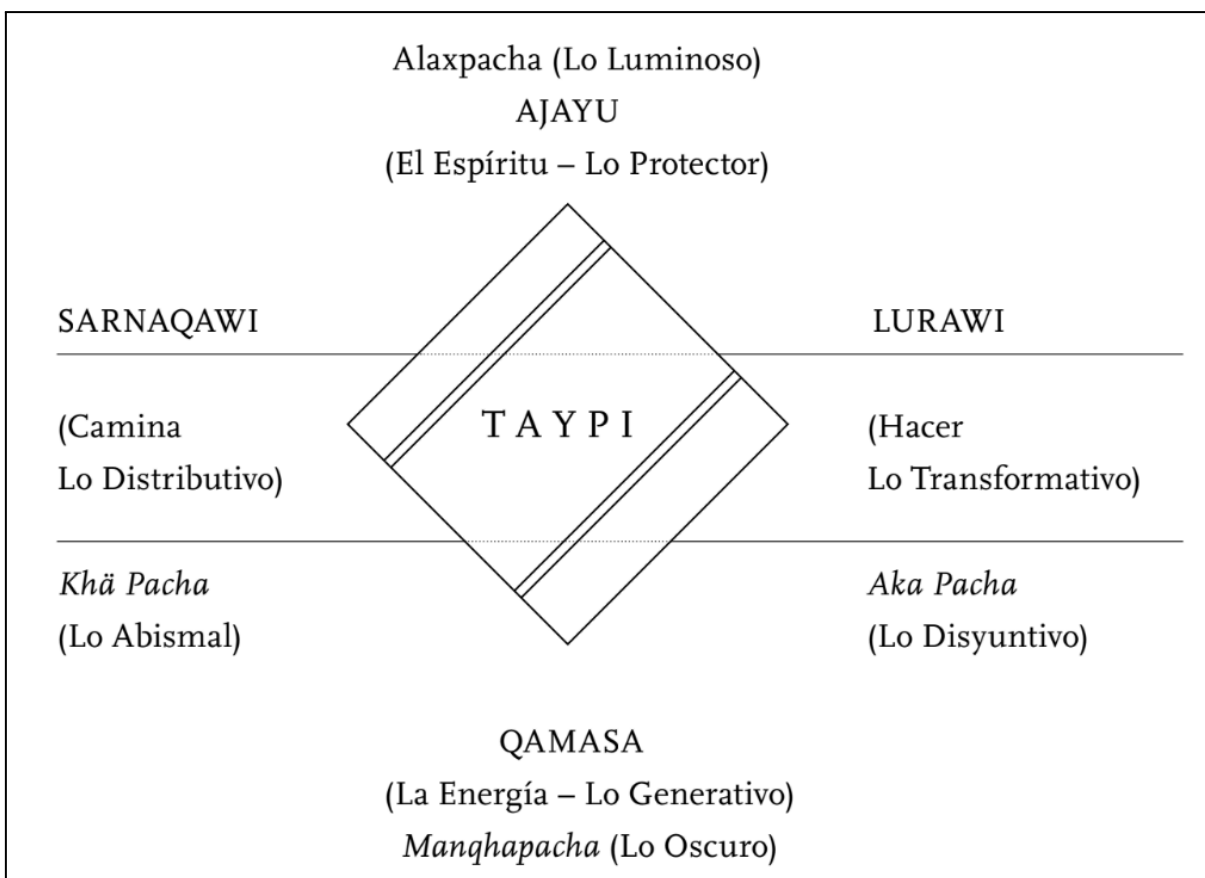 Alaxpacha (Lo Luminoso)
AJAYU
(El Espíritu – Lo Protector)
SARNAQAWI
LURAWI
(Camina
Lo Distributivo)
TAYPI
(Hacer
Lo Transformativo)
Khä Pacha
(Lo Abismal)
Aka Pacha
(Lo Disyuntivo)
QAMASA
(La Energía – Lo Generativo)
Manqhapacha (Lo Oscuro)